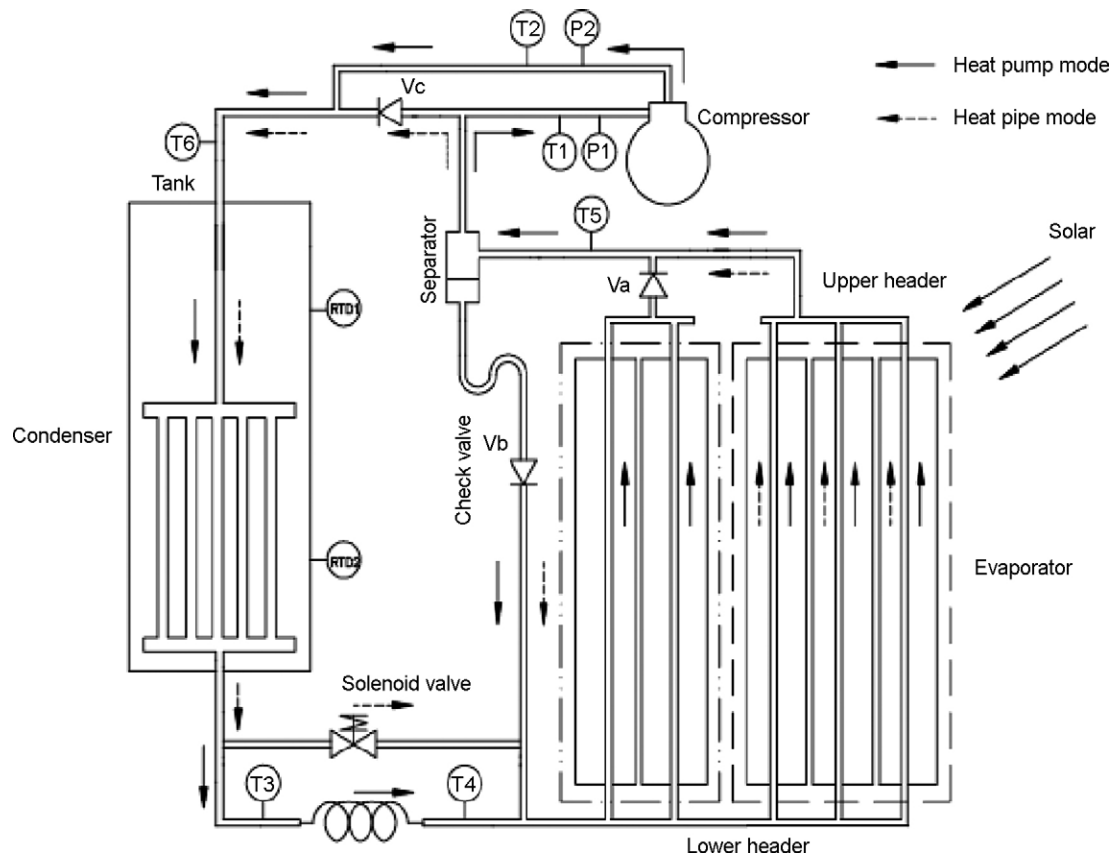 T2
P2
Heat pump mode
Vc
Compressor
Heat pipe mode
T6
T1
P1
Tank
T5
Solar
Separator
Va
Upper header
RTD1
Condenser
Check valve
Vb
RTD2
Evaporator
Solenoid valve
T3
T4
Lower header